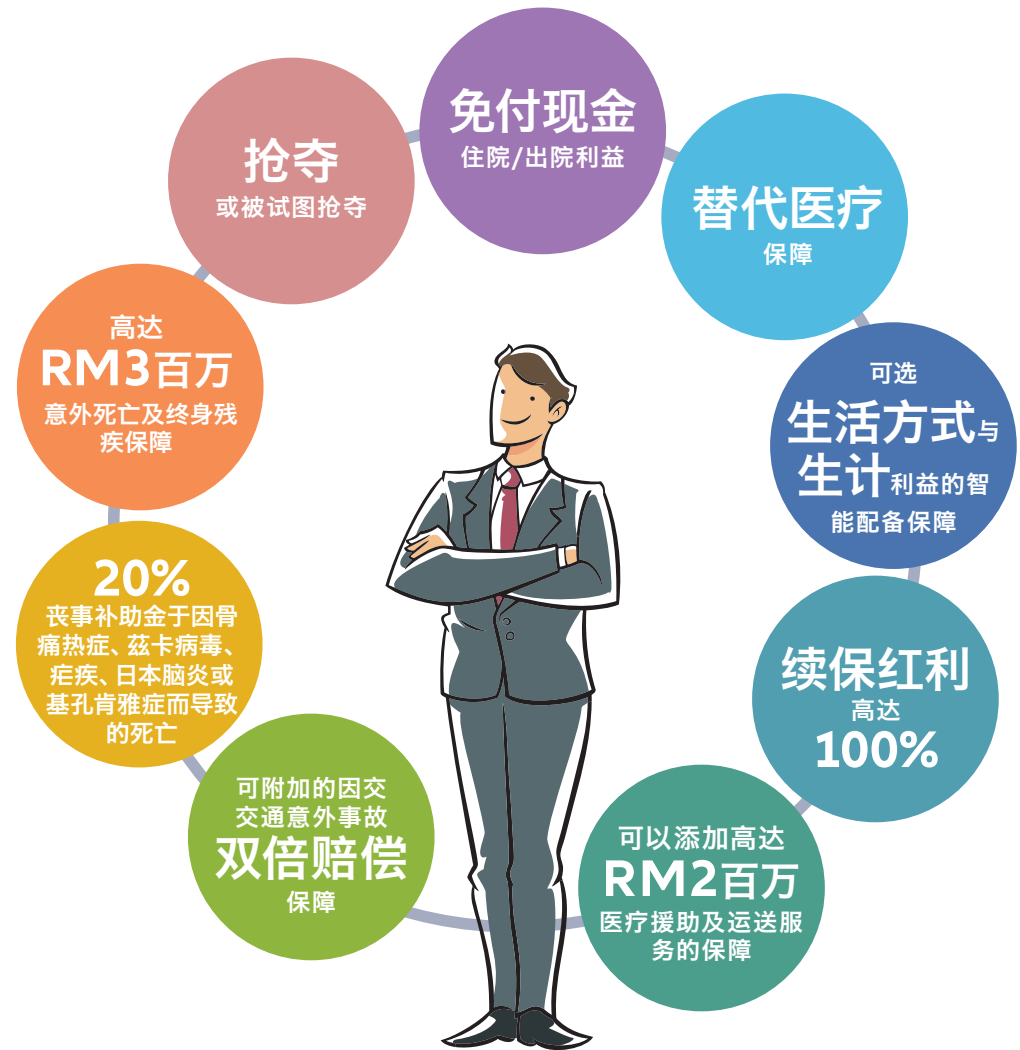 免付现金
住院/出院利益
替代医疗
保障
可选
生活方式与
生计利益的智
能配备保障
续保红利
高达
100%
可以添加高达
RM2百万
医疗援助及运送服
务的保障
可附加的因交
交通意外事故
双倍赔偿
保障
20%
丧事补助金于因骨
痛热症、茲卡病毒、
疟疾、日本脑炎或
基孔肯雅症而导致
的死亡
高达
RM3百万
意外死亡及终身残
疾保障
抢夺
或被试图抢夺